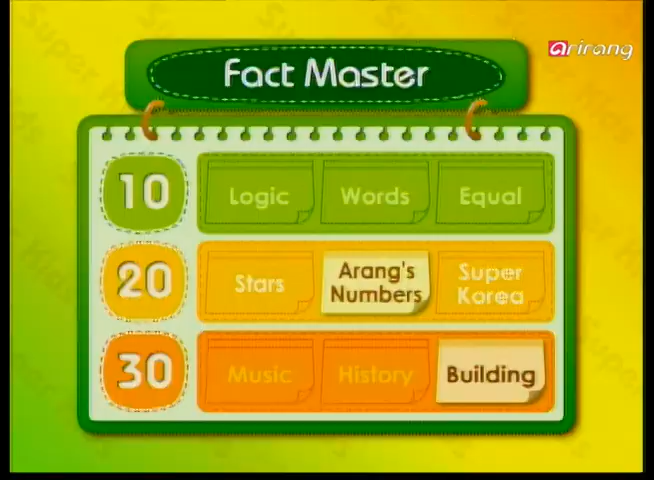 arirang
Fact Master
10
Logic
Words
Equal
20
Stars
Arang's
Numbers
Super
Korea
30
Music
History
Building